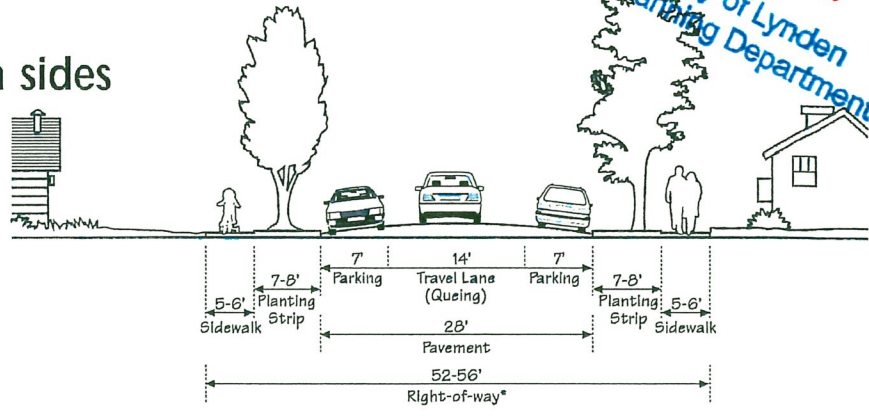 sides
of Lynden
Planning Department
7' 14' 7'
Parking Travel Lane Parking
(Queing)
7-8' 7-8'
Planting Planting
Strip Strip
5-6' 5-6'
Sidewalk Sidewalk
28'
Pavement
52-56'
Right-of-way*